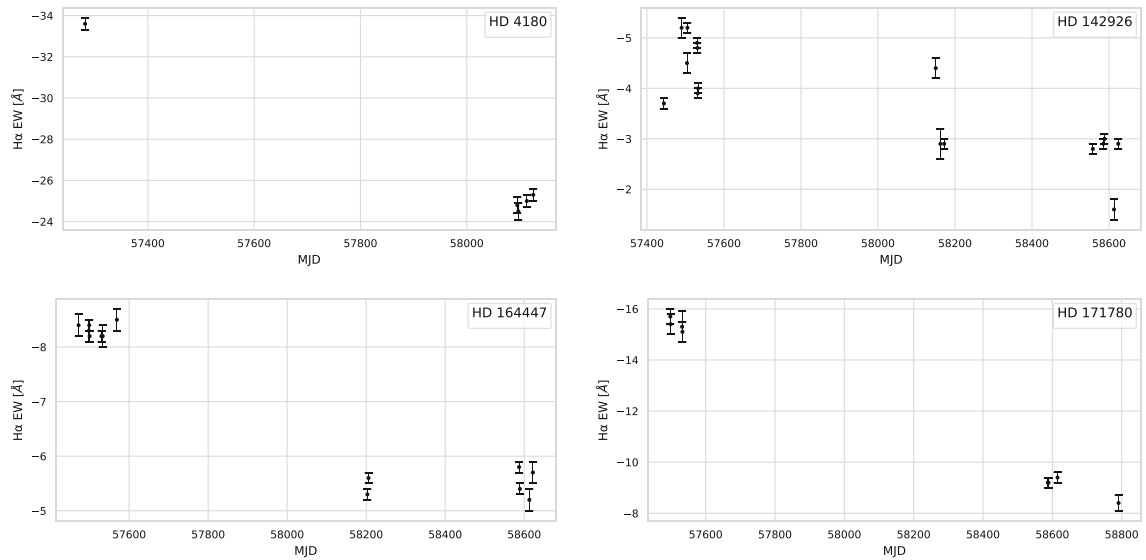 HD 4180
−34
−32
−30
−28
−26
−24
Hα EW [Å]
57400 57600 57800 58000
MJD
HD 142926
−5
−4
−3
−2
Hα EW [Å]
57400 57600 57800 58000 58200 58400 58600
MJD
HD 164447
−8
−7
−6
−5
Hα EW [Å]
57600 57800 58000 58200 58400 58600
MJD
HD 171780
−16
−14
−12
−10
−8
Hα EW [Å]
57600 57800 58000 58200 58400 58600 58800
MJD